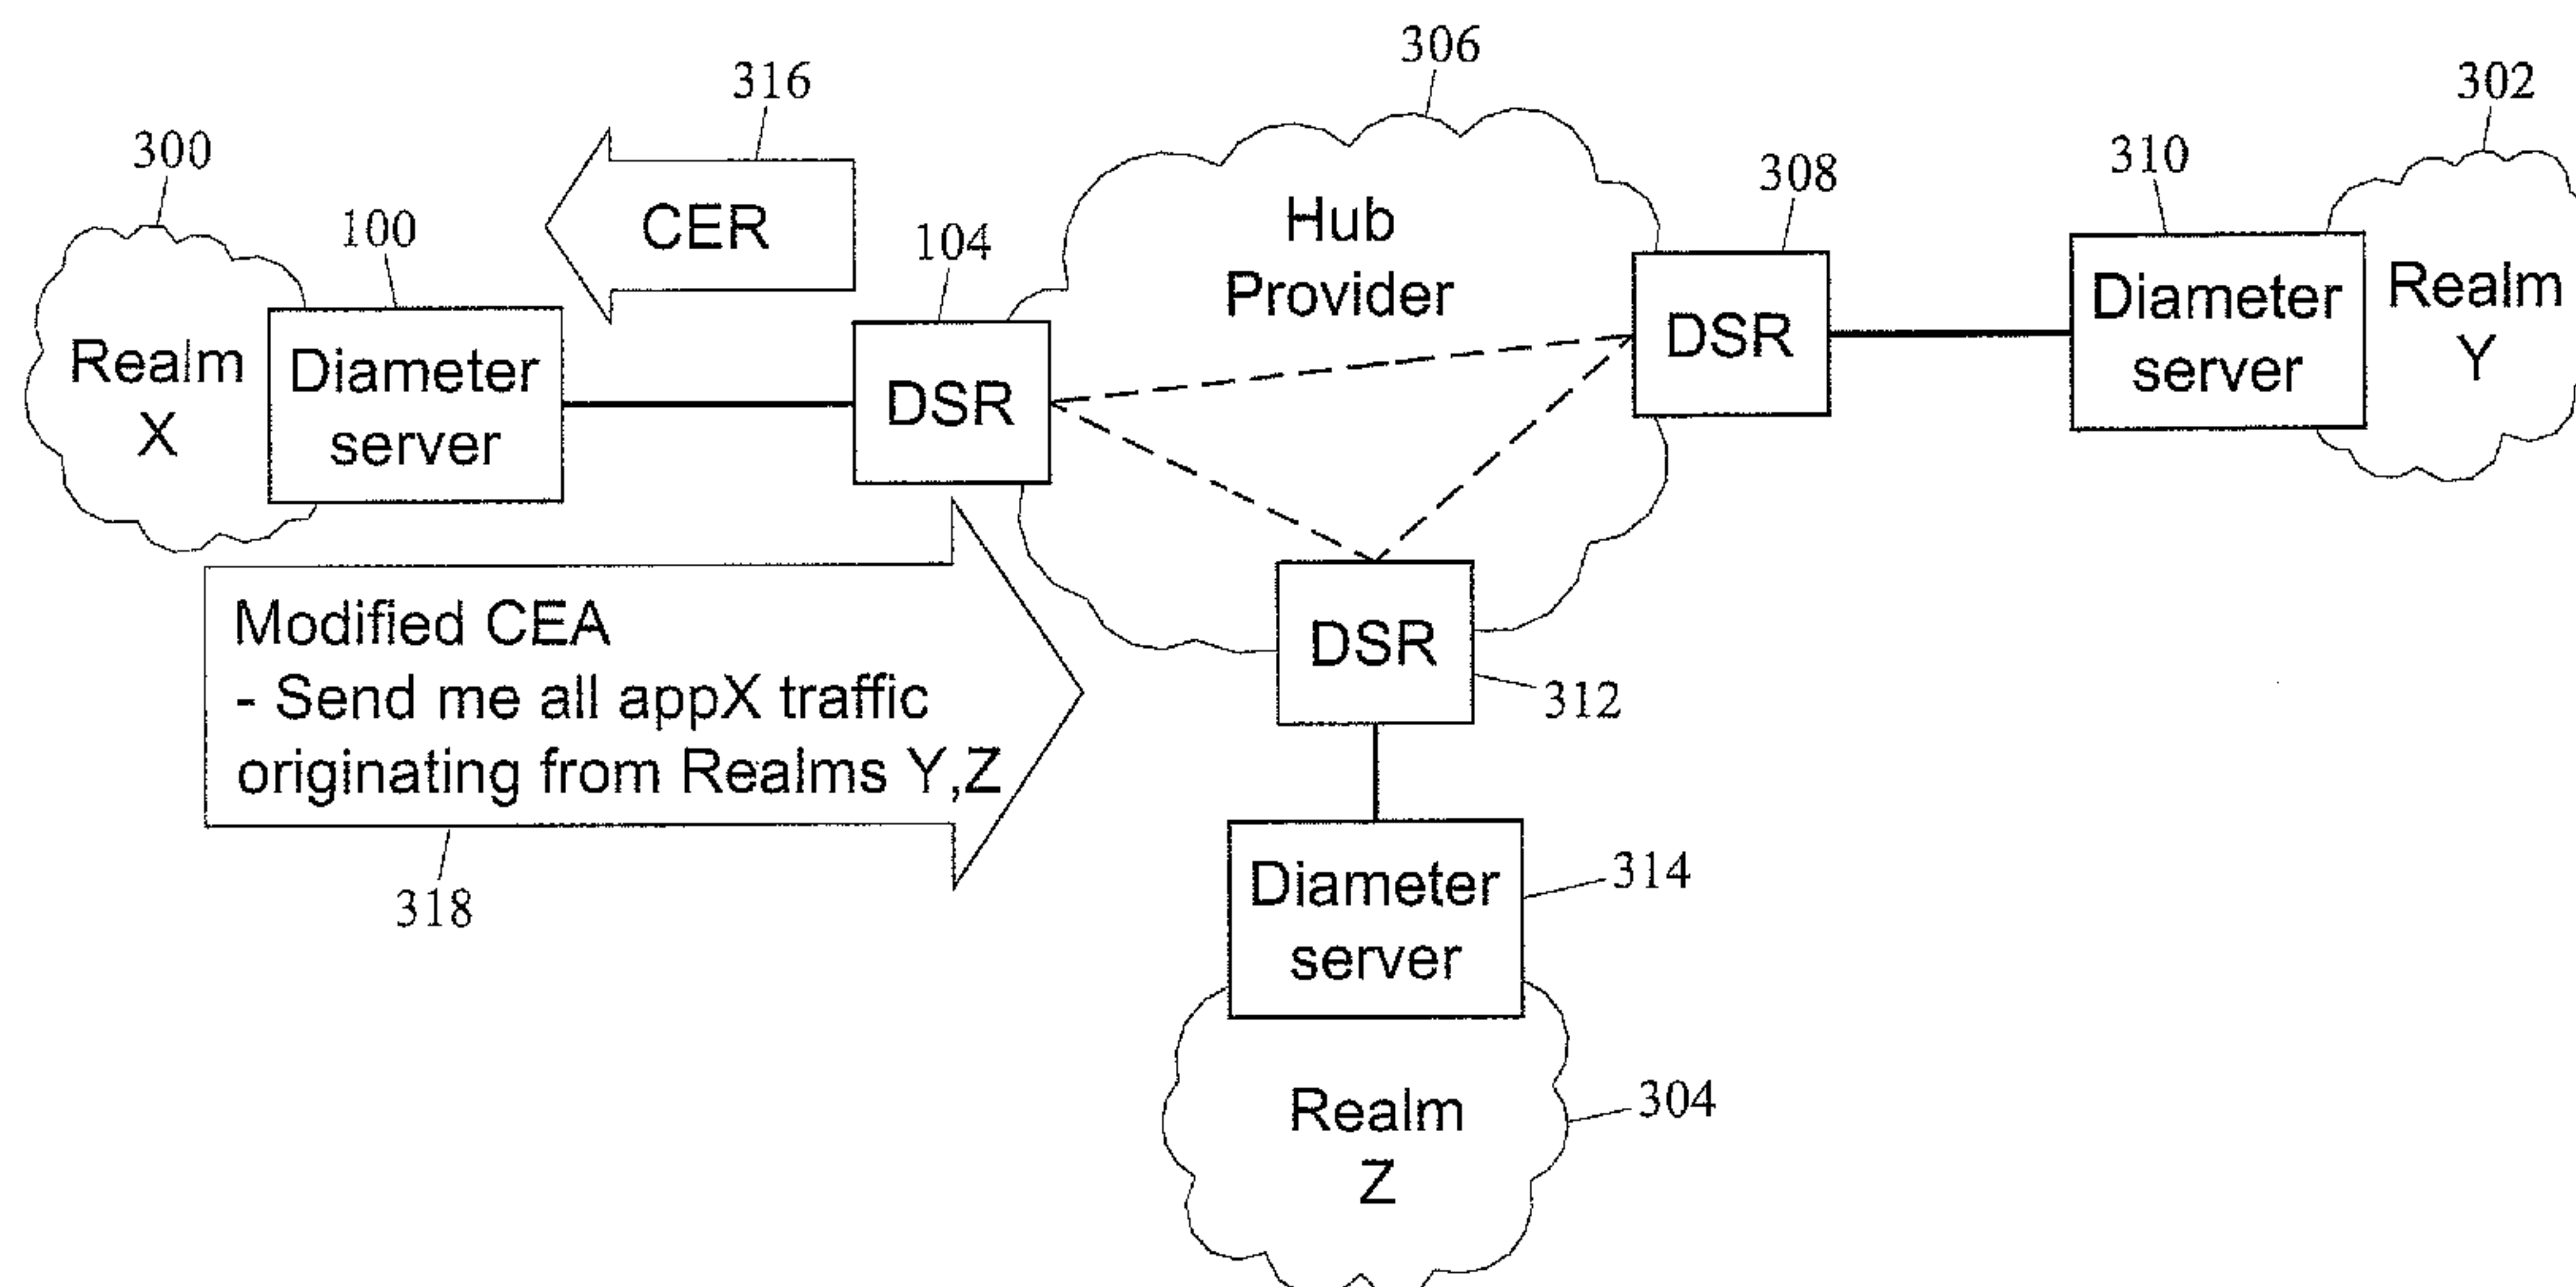 306
302
316
310
308
300
100
104
CER
Hub
Provider
Realm
X
Diameter
server
DSR
DSR
Diameter
server
Realm
Y
Modified CEA
- Send me all appX traffic
originating from Realms Y,Z
318
DSR
312
Diameter
server
314
Realm
Z
304